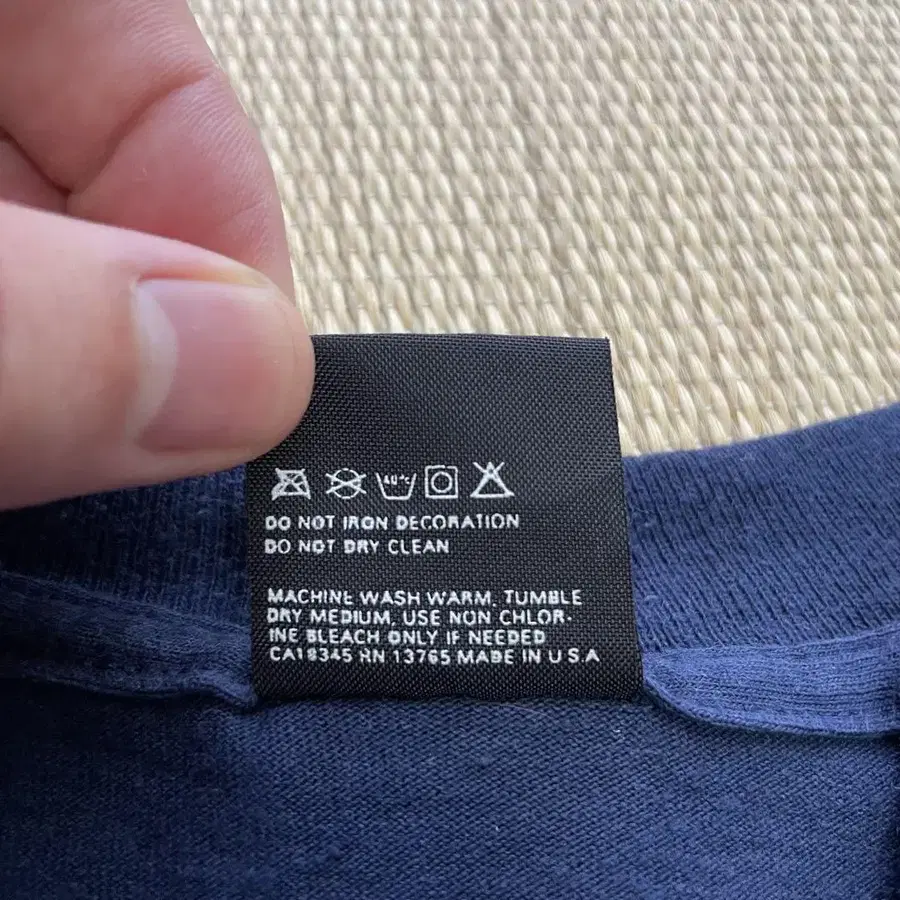 40°C
DO NOT IRON DECORATION
DO NOT DRY CLEAN
MACHINE WASH WARM, TUMBLE
DRY MEDIUM, USE NON CHLOR-
INE BLEACH ONLY IF NEEDED
CA18345 RN 13765 MADE IN U.S.A